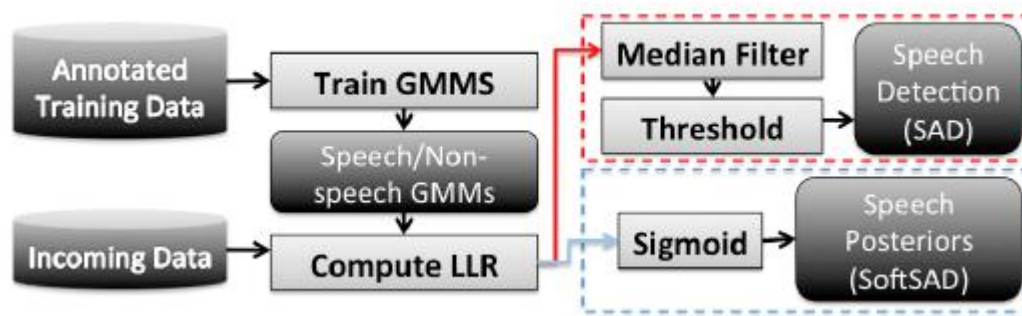 Annotated
Training Data
Train GMMS
Speech/Non-
speech GMMs
Incoming Data
Compute LLR
Median Filter
Threshold
Speech
Detection
(SAD)
Sigmoid
Speech
Posteriors
(SoftSAD)